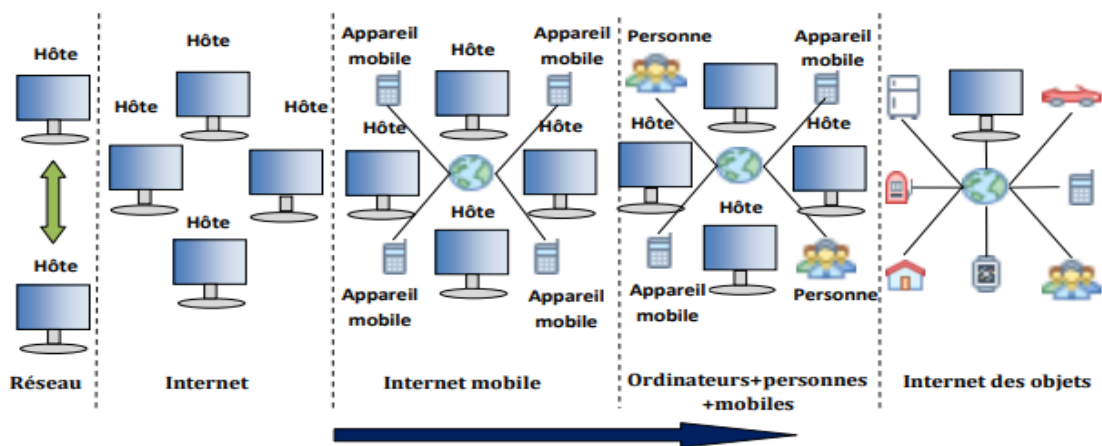 Hôte
Hôte
Réseau
Hôte
Hôte
Hôte
Hôte
Internet
Appareil
mobile
Hôte
Appareil
mobile
Hôte
Hôte
Hôte
Appareil
mobile
Appareil
mobile
Internet mobile
Personne
Appareil
mobile
Hôte
Hôte
Hôte
Appareil
mobile
Personne
Ordinateurs+personnes
+mobiles
Internet des objets